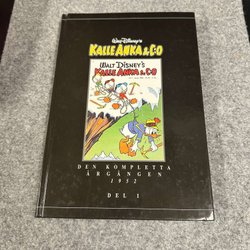 Walt Disney's
KALLE ANKA & C:O
WALT DISNEY'S
KALLE ANKA & C:O
DEN KOMPLETTA
ÅRGÅNGEN
1952
DEL 1